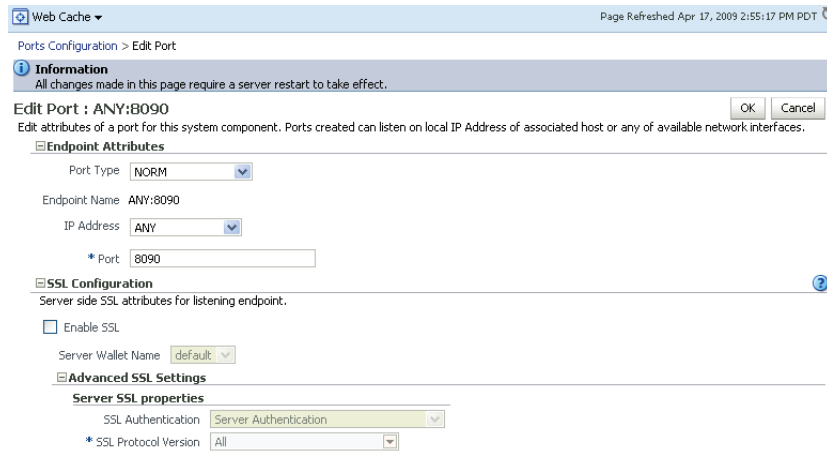 Web Cache
Page Refreshed Apr 17, 2009 2:55:17 PM PDT
Ports Configuration > Edit Port
Information
All changes made in this page require a server restart to take effect.
Edit Port : ANY:8090
OK Cancel
Edit attributes of a port for this system component. Ports created can listen on local IP Address of associated host or any of available network interfaces.
Endpoint Attributes
Port Type NORM
Endpoint Name ANY:8090
IP Address ANY
* Port 8090
SSL Configuration
Server side SSL attributes for listening endpoint.
Enable SSL
Server Wallet Name default
Advanced SSL Settings
Server SSL properties
SSL Authentication Server Authentication
* SSL Protocol Version All